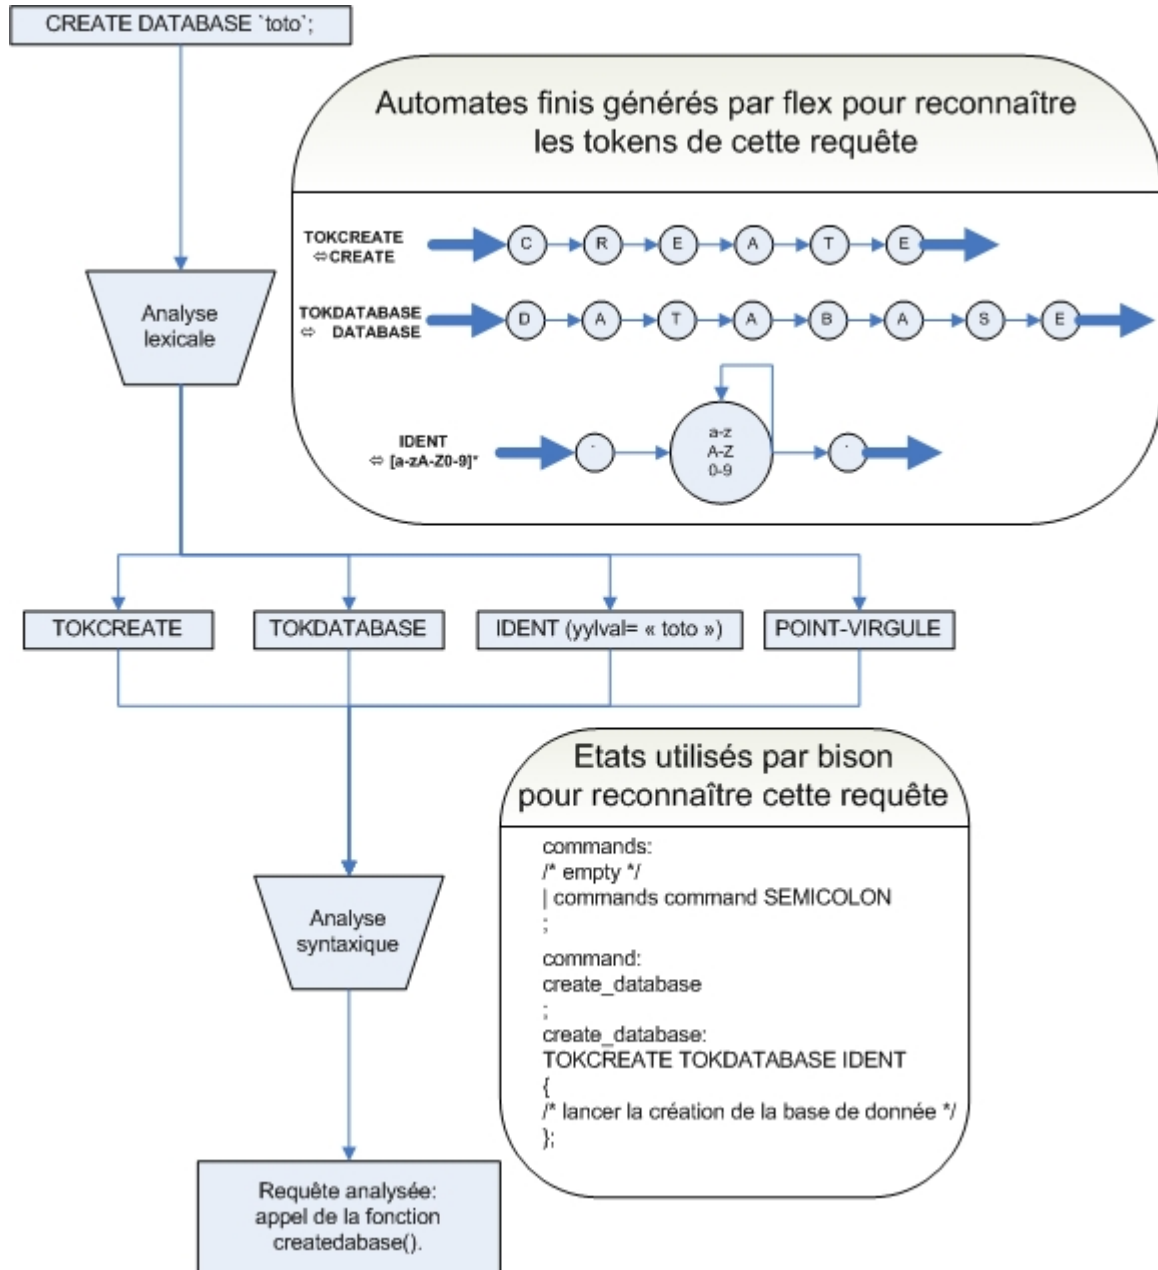 CREATE DATABASE `toto`;
Automates finis générés par flex pour reconnaître
les tokens de cette requête
TOKCREATE
⇔CREATE
C R E A T E
TOKDATABASE
⇔ DATABASE
D A T A B A S E
IDENT
⇔ [a-zA-Z0-9]*
`
a-z
A-Z
0-9
`
Analyse
lexicale
TOKCREATE
TOKDATABASE
IDENT (yylval= « toto »)
POINT-VIRGULE
Etats utilisés par bison
pour reconnaître cette requête
commands:
/* empty */
| commands command SEMICOLON
;
command:
create_database
;
create_database:
TOKCREATE TOKDATABASE IDENT
{
/* lancer la création de la base de donnée */
};
Analyse
syntaxique
Requête analysée:
appel de la fonction
createdabase().